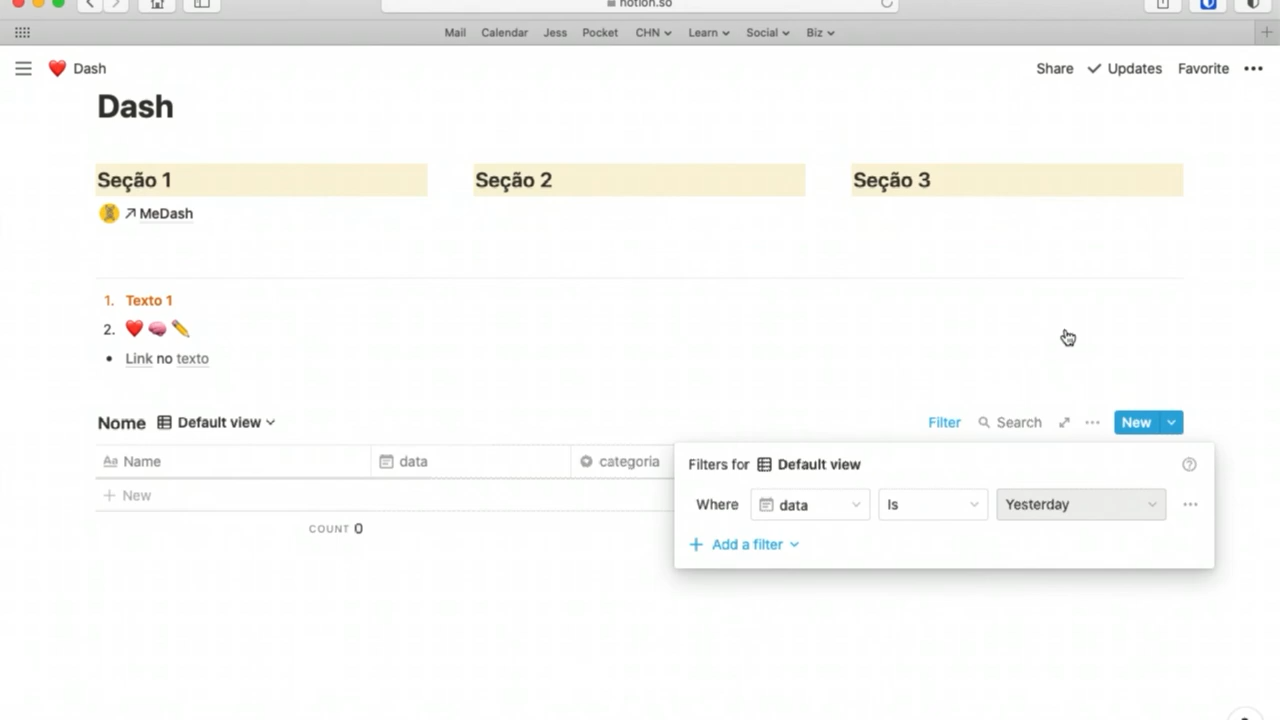 notion.so
Mail Calendar Jess Pocket CHN Learn Social Biz
Dash Share Updates Favorite
Dash
Seção 1 Seção 2 Seção 3
MeDash
1. Texto 1
2.
• Link no texto
Nome Default view Filter Search New
Aa Name data categoria
Filters for Default view
Where data Is Yesterday
+ New
COUNT 0
+ Add a filter